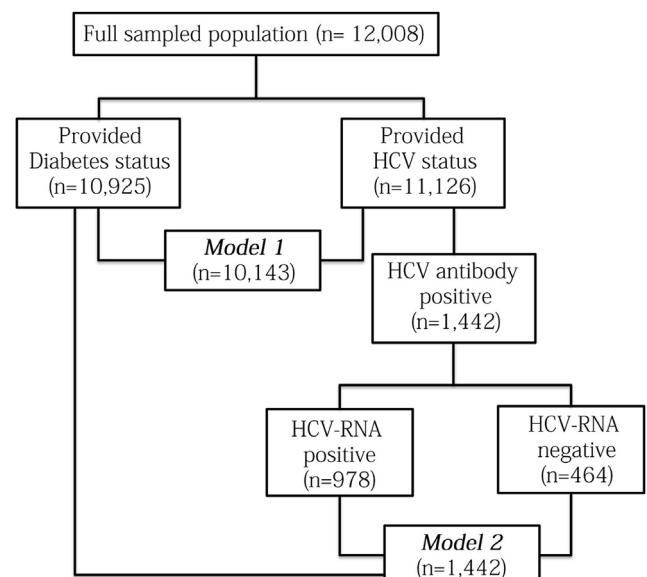 Full sampled population (n= 12,008)
Provided
Diabetes status
(n=10,925)
Provided
HCV status
(n=11,126)
Model 1
(n=10,143)
HCV antibody
positive
(n=1,442)
HCV-RNA
positive
(n=978)
HCV-RNA
negative
(n=464)
Model 2
(n=1,442)